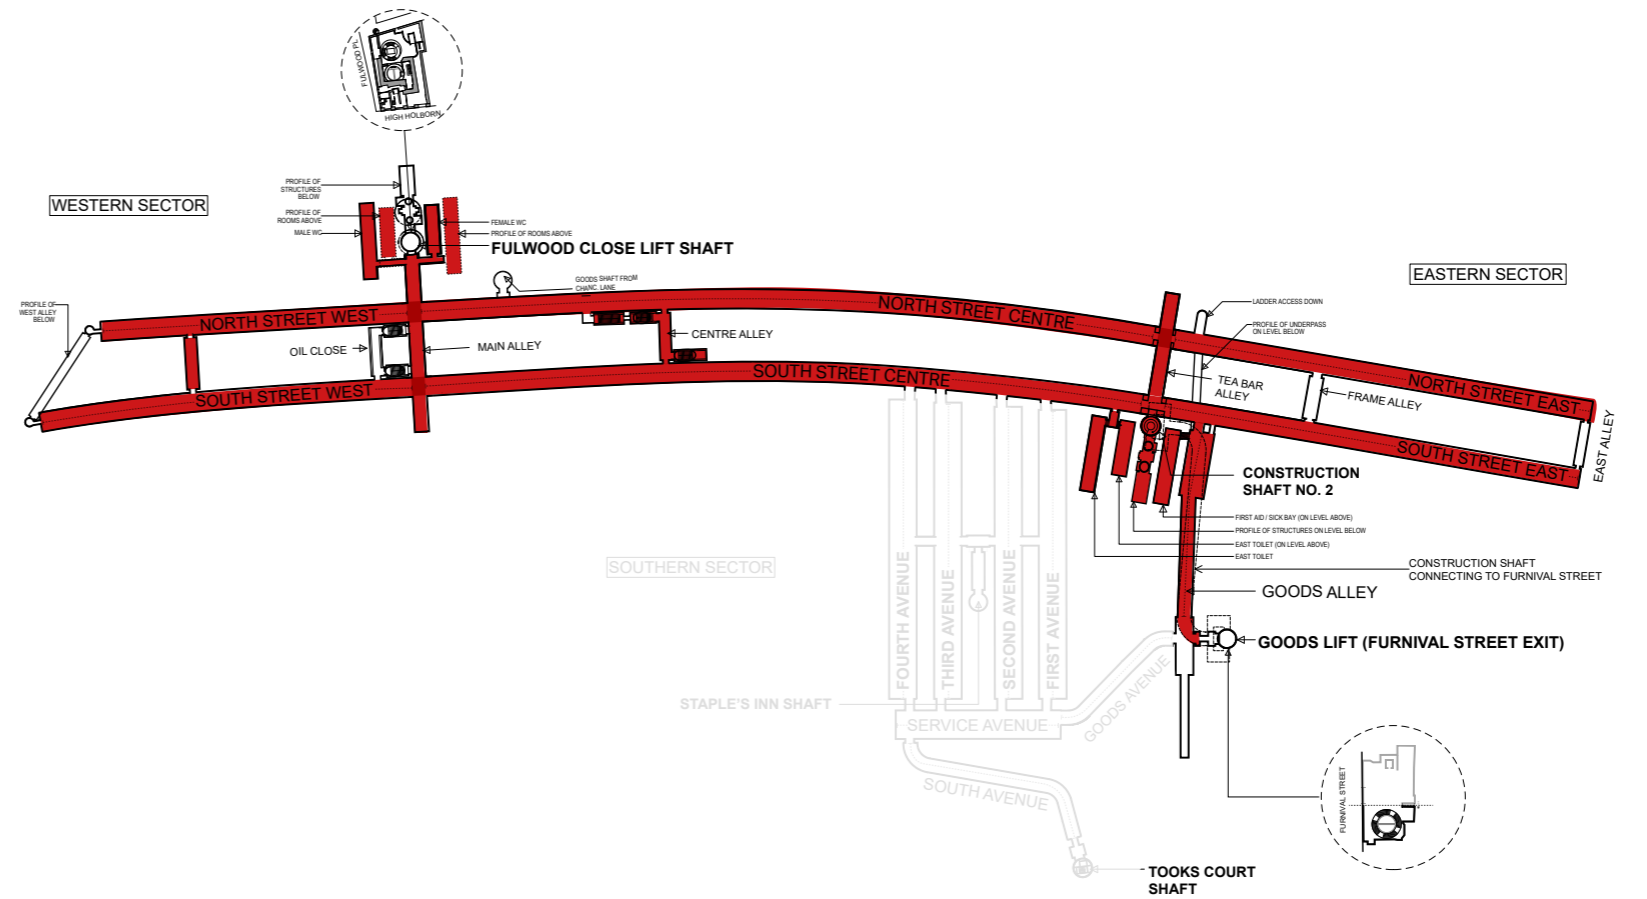 FULWOOD PL.
HIGH HOLBORN
WESTERN SECTOR
PROFILE OF
STRUCTURES
BELOW
PROFILE OF
ROOMS ABOVE
MALE WC
FEMALE WC
PROFILE OF ROOMS ABOVE
FULWOOD CLOSE LIFT SHAFT
EASTERN SECTOR
GOODS SHAFT FROM
CHANC. LANE
PROFILE OF
WEST ALLEY
BELOW
NORTH STREET WEST
NORTH STREET CENTRE
LADDER ACCESS DOWN
PROFILE OF UNDERPASS
ON LEVEL BELOW
OIL CLOSE
MAIN ALLEY
CENTRE ALLEY
SOUTH STREET WEST
SOUTH STREET CENTRE
TEA BAR
ALLEY
FRAME ALLEY
NORTH STREET EAST
SOUTH STREET EAST
EAST ALLEY
CONSTRUCTION
SHAFT NO. 2
FIRST AID / SICK BAY (ON LEVEL ABOVE)
PROFILE OF STRUCTURES ON LEVEL BELOW
EAST TOILET (ON LEVEL ABOVE)
EAST TOILET
SOUTHERN SECTOR
CONSTRUCTION SHAFT
CONNECTING TO FURNIVAL STREET
GOODS ALLEY
FOURTH AVENUE
THIRD AVENUE
SECOND AVENUE
FIRST AVENUE
GOODS LIFT (FURNIVAL STREET EXIT)
STAPLE'S INN SHAFT
SERVICE AVENUE
GOODS AVENUE
SOUTH AVENUE
FURNIVAL STREET
TOOKS COURT
SHAFT